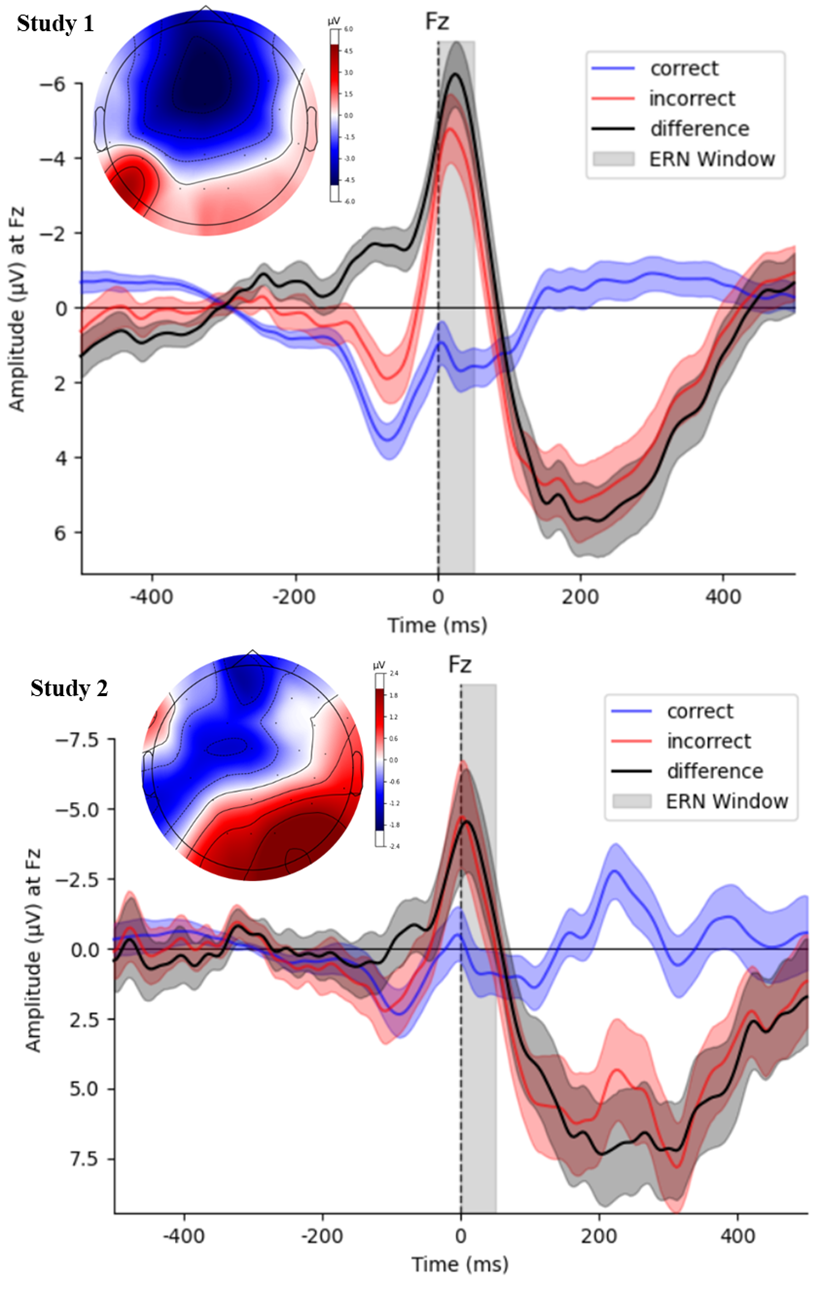 Study 1
μV
6.0
4.5
3.0
1.5
0.0
-1.5
-3.0
-4.5
-6.0
Fz
correct
incorrect
difference
ERN Window
Amplitude (μV) at Fz
−6
−4
−2
0
2
4
6
-400
-200
0
200
400
Time (ms)
Study 2
μV
2.4
1.8
1.2
0.6
0.0
-0.6
-1.2
-1.8
-2.4
Fz
correct
incorrect
difference
ERN Window
Amplitude (μV) at Fz
−7.5
−5.0
−2.5
0.0
2.5
5.0
7.5
-400
-200
0
200
400
Time (ms)